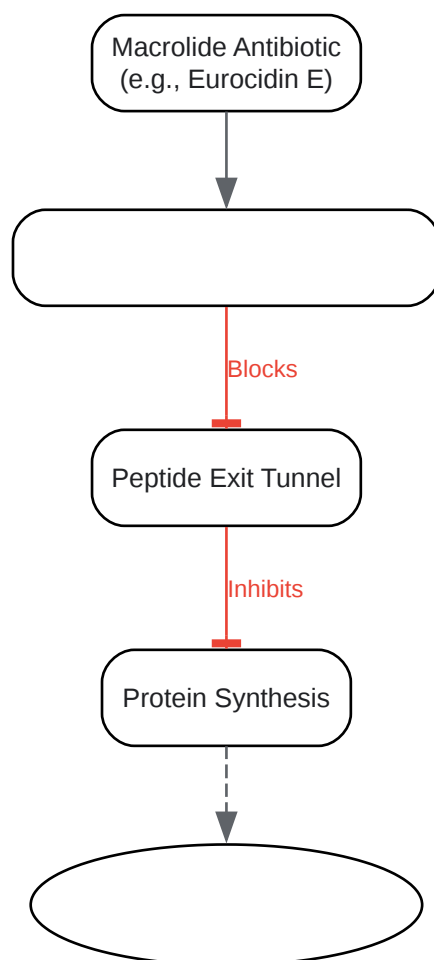 Macrolide Antibiotic
(e.g., Eurocidin E)
Blocks
Peptide Exit Tunnel
Inhibits
Protein Synthesis